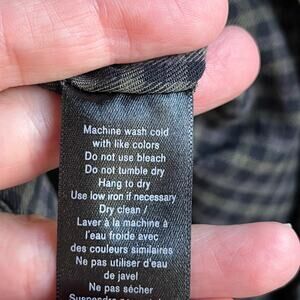 Machine wash cold
with like colors
Do not use bleach
Do not tumble dry
Hang to dry
Use low iron if necessary
Dry clean /
Laver à la machine à
l'eau froide avec
des couleurs similaires
Ne pas utiliser d'eau
de javel
Ne pas sécher
Suspendre